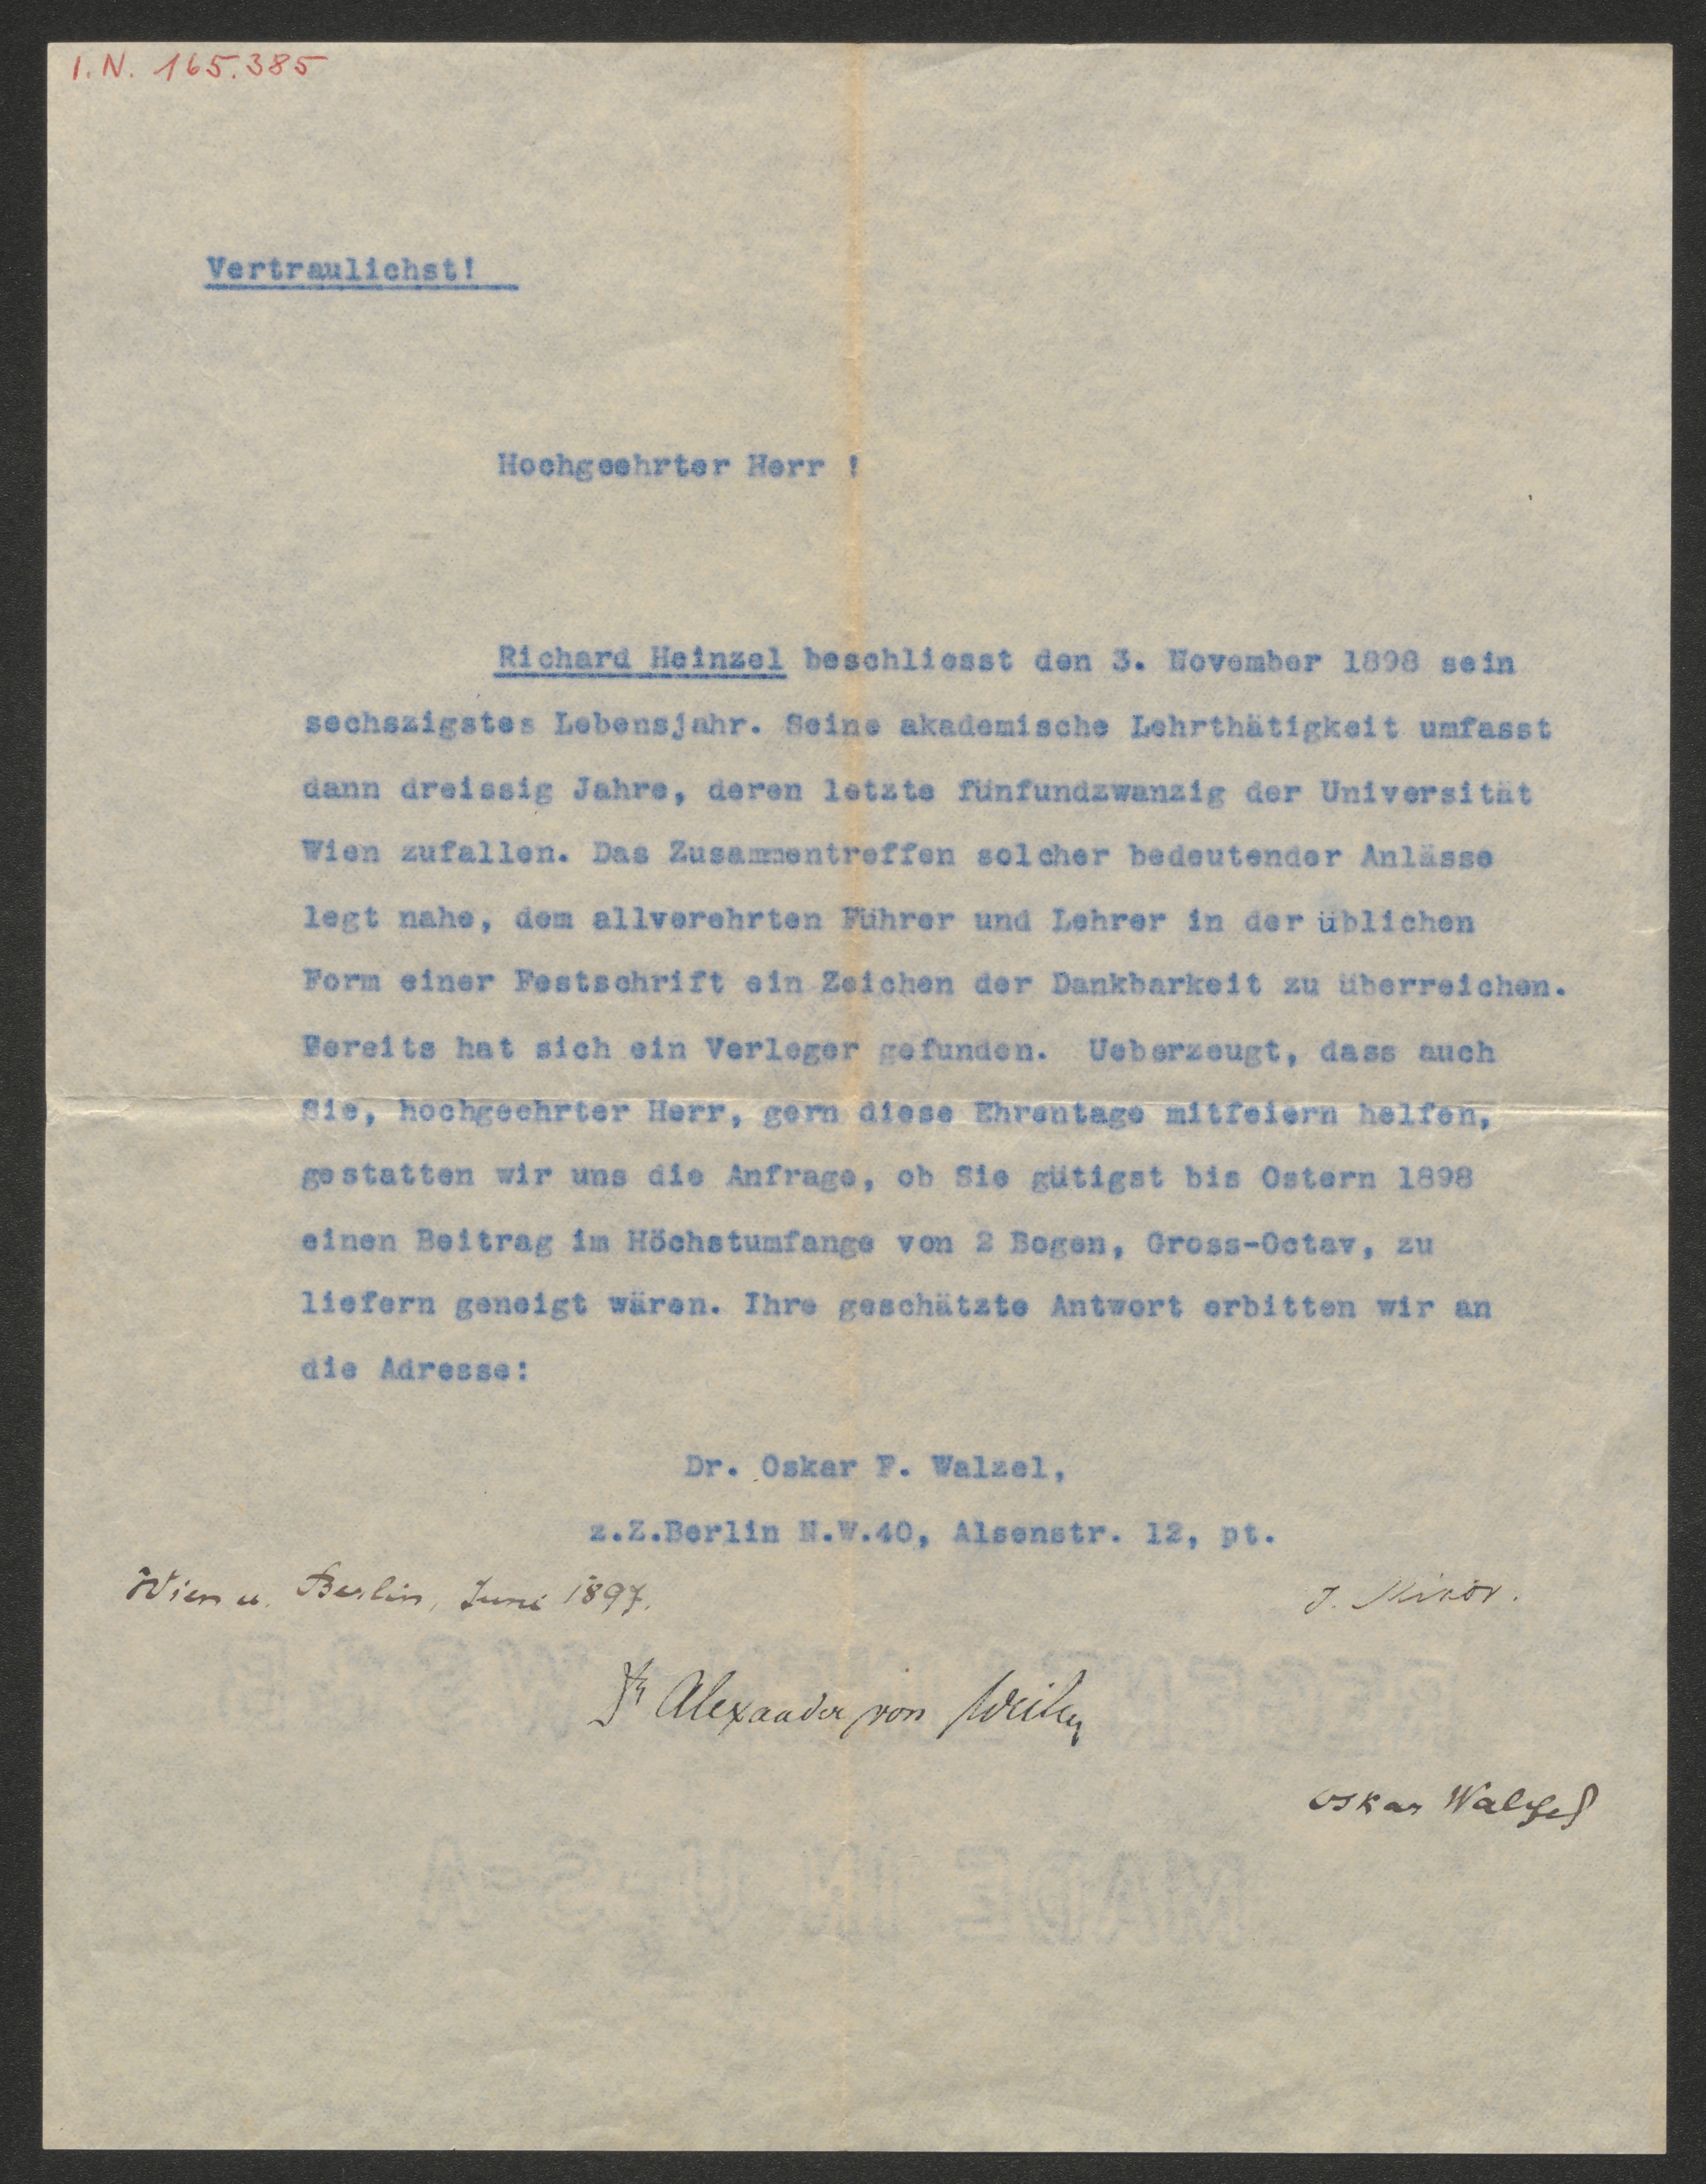 I. N. 165.385
Vertraulichst!
Hochgeehrter Herr !
Richard Heinzel beschliesst den 3. November 1898 sein
sechszigstes Lebensjahr. Seine akademische Lehrthätigkeit umfasst
dann dreissig Jahre, deren letzte fünfundzwanzig der Universität
Wien zufallen. Das Zusammentreffen solcher bedeutender Anlässe
legt nahe, dem allverehrten Führer und Lehrer in der üblichen
Form einer Festschrift ein Zeichen der Dankbarkeit zu überreichen.
Bereits hat sich ein Verleger gefunden. Ueberzeugt, dass auch
Sie, hochgeehrter Herr, gern diese Ehrentage mitfeiern helfen,
gestatten wir uns die Anfrage, ob Sie gütigst bis Ostern 1898
einen Beitrag im Höchstumfange von 2 Bogen, Gross-Octav, zu
liefern geneigt wären. Ihre geschätzte Antwort erbitten wir an
die Adresse:
Dr. Oskar F. Walzel,
z.Z.Berlin N.W.40, Alsenstr. 12, pt.
Wien u. Berlin, Juni 1897.
J. Minor.
Dr Alexander von Weilen
Oskar Walzel
MADE IN U-S-A